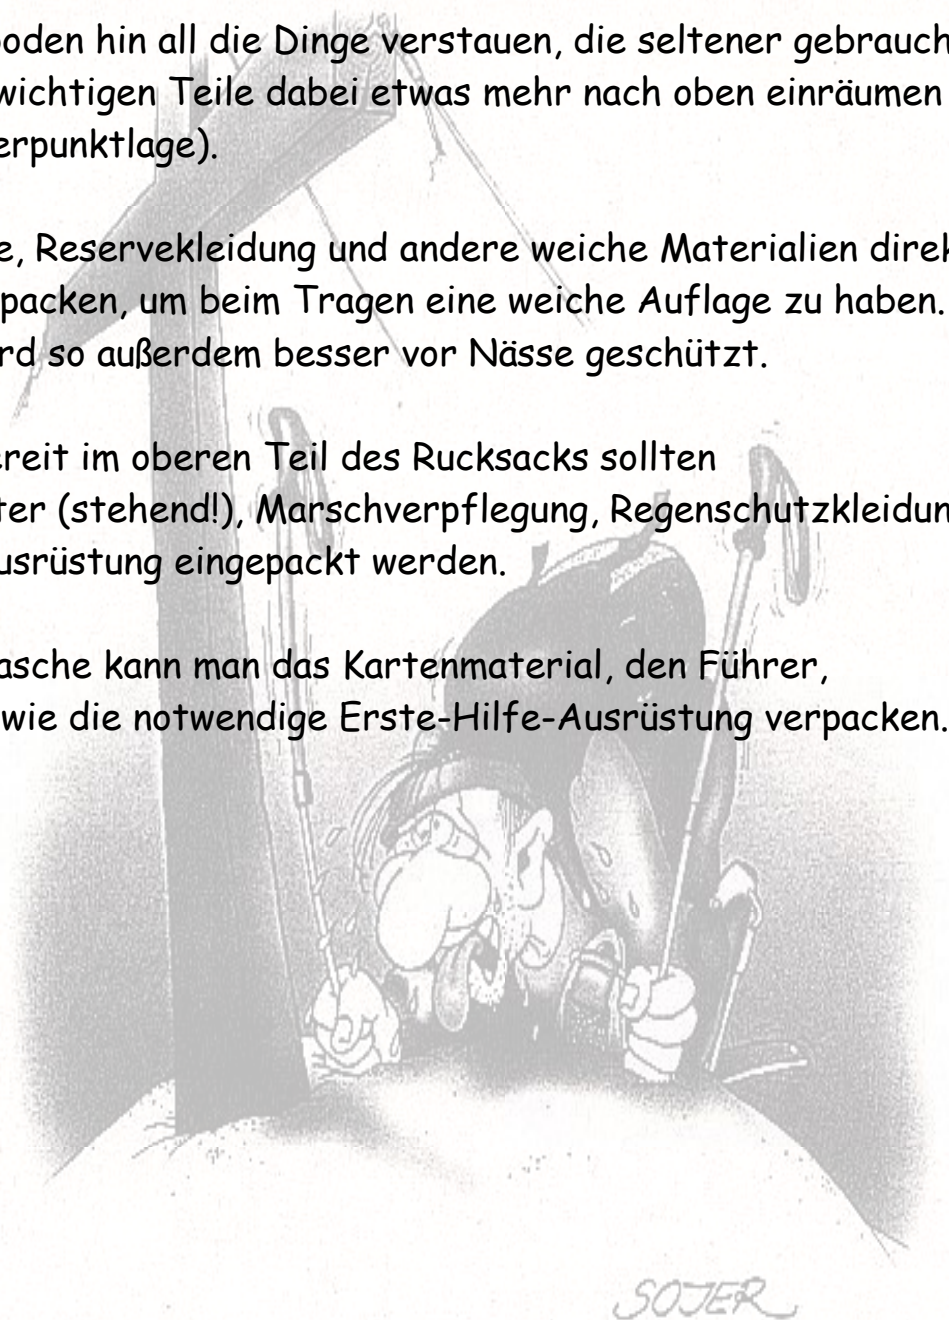 oden hin all die Dinge verstauen, die seltener gebrauch
wichtigen Teile dabei etwas mehr nach oben einräumen
erpunktlage).
e, Reservekleidung und andere weiche Materialien direk
packen, um beim Tragen eine weiche Auflage zu haben.
rd so außerdem besser vor Nässe geschützt.
ereit im oberen Teil des Rucksacks sollten
ter (stehend!), Marschverpflegung, Regenschutzkleidun
usrüstung eingepackt werden.
asche kann man das Kartenmaterial, den Führer,
wie die notwendige Erste-Hilfe-Ausrüstung verpacken.
SOJER